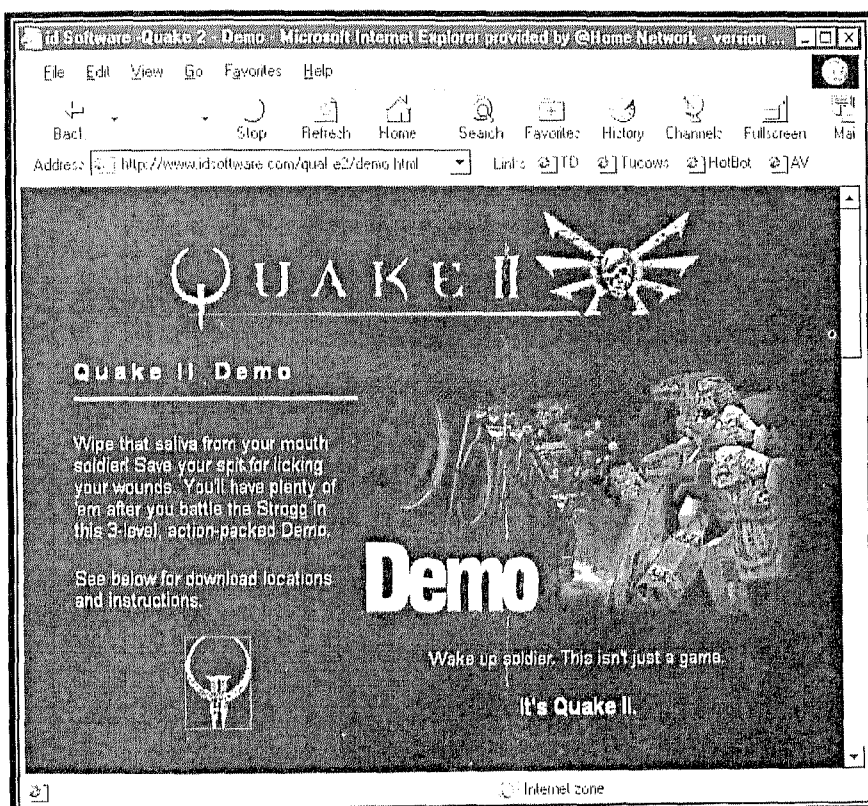 id Software -Quake 2 - Demo - Microsoft Internet Explorer provided by @Home Network - version ...
File Edit View Go Favorites Help
Back Stop Refresh Home Search Favorites History Channels Fullscreen Mai
Address http://www.idsoftware.com/quake2/demo.html Links TD Tucows HotBot AV
QUAKE II
Quake II Demo
Wipe that saliva from your mouth
soldier! Save your spit for licking
your wounds. You'll have plenty of
'em after you battle the Strogg in
this 3-level, action-packed Demo.
See below for download locations
and instructions.
Demo
Wake up soldier. This isn't just a game.
It's Quake II.
Internet zone